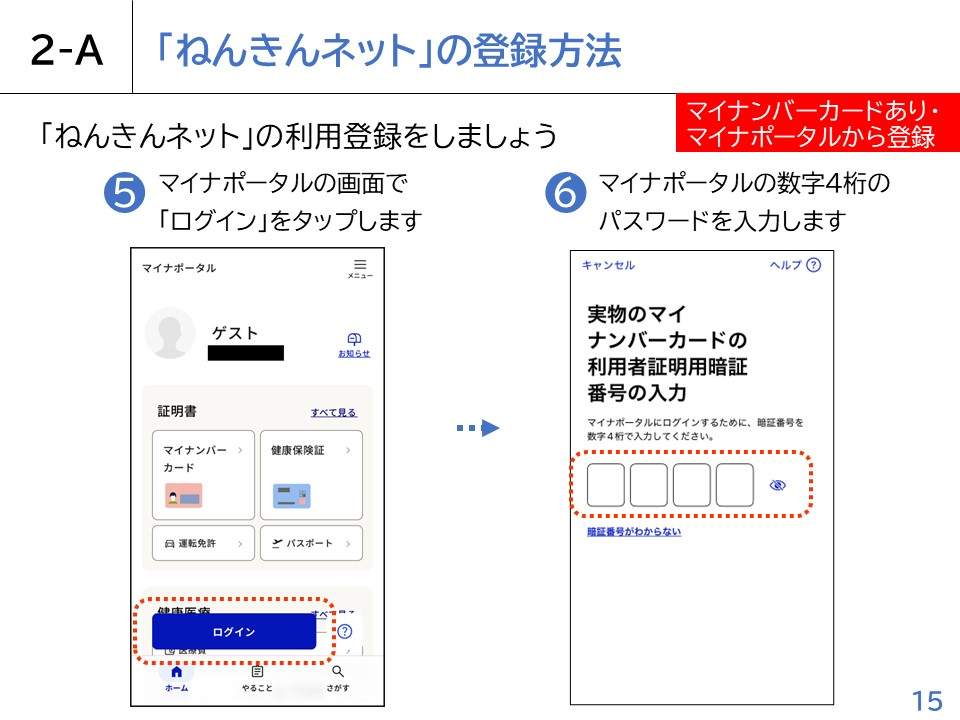 2-A
「ねんきんネット」の登録方法
マイナンバーカードあり・
マイナポータルから登録
「ねんきんネット」の利用登録をしましょう
5
マイナポータルの画面で
「ログイン」をタップします
マイナポータル
メニュー
ゲスト
お知らせ
証明書
すべて見る
マイナンバー
カード
健康保険証
運転免許
パスポート
健康医療
すべて見る
ログイン
?
医療費
ホーム
やること
さがす
6
マイナポータルの数字4桁の
パスワードを入力します
キャンセル
ヘルプ ?
実物のマイ
ナンバーカードの
利用者証明用暗証
番号の入力
マイナポータルにログインするために、暗証番号を
数字4桁で入力してください。
暗証番号がわからない
15